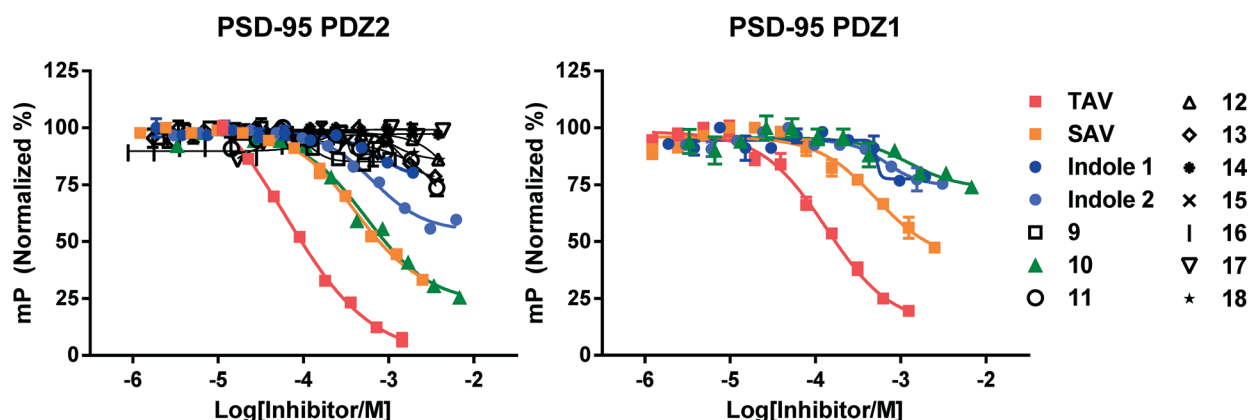 PSD-95 PDZ2
PSD-95 PDZ1
mP (Normalized %)
125
100
75
50
25
0
-6 -5 -4 -3 -2
Log[Inhibitor/M]
mP (Normalized %)
125
100
75
50
25
0
-6 -5 -4 -3 -2
Log[Inhibitor/M]
TAV
SAV
Indole 1
Indole 2
9
10
11
12
13
14
15
16
17
18